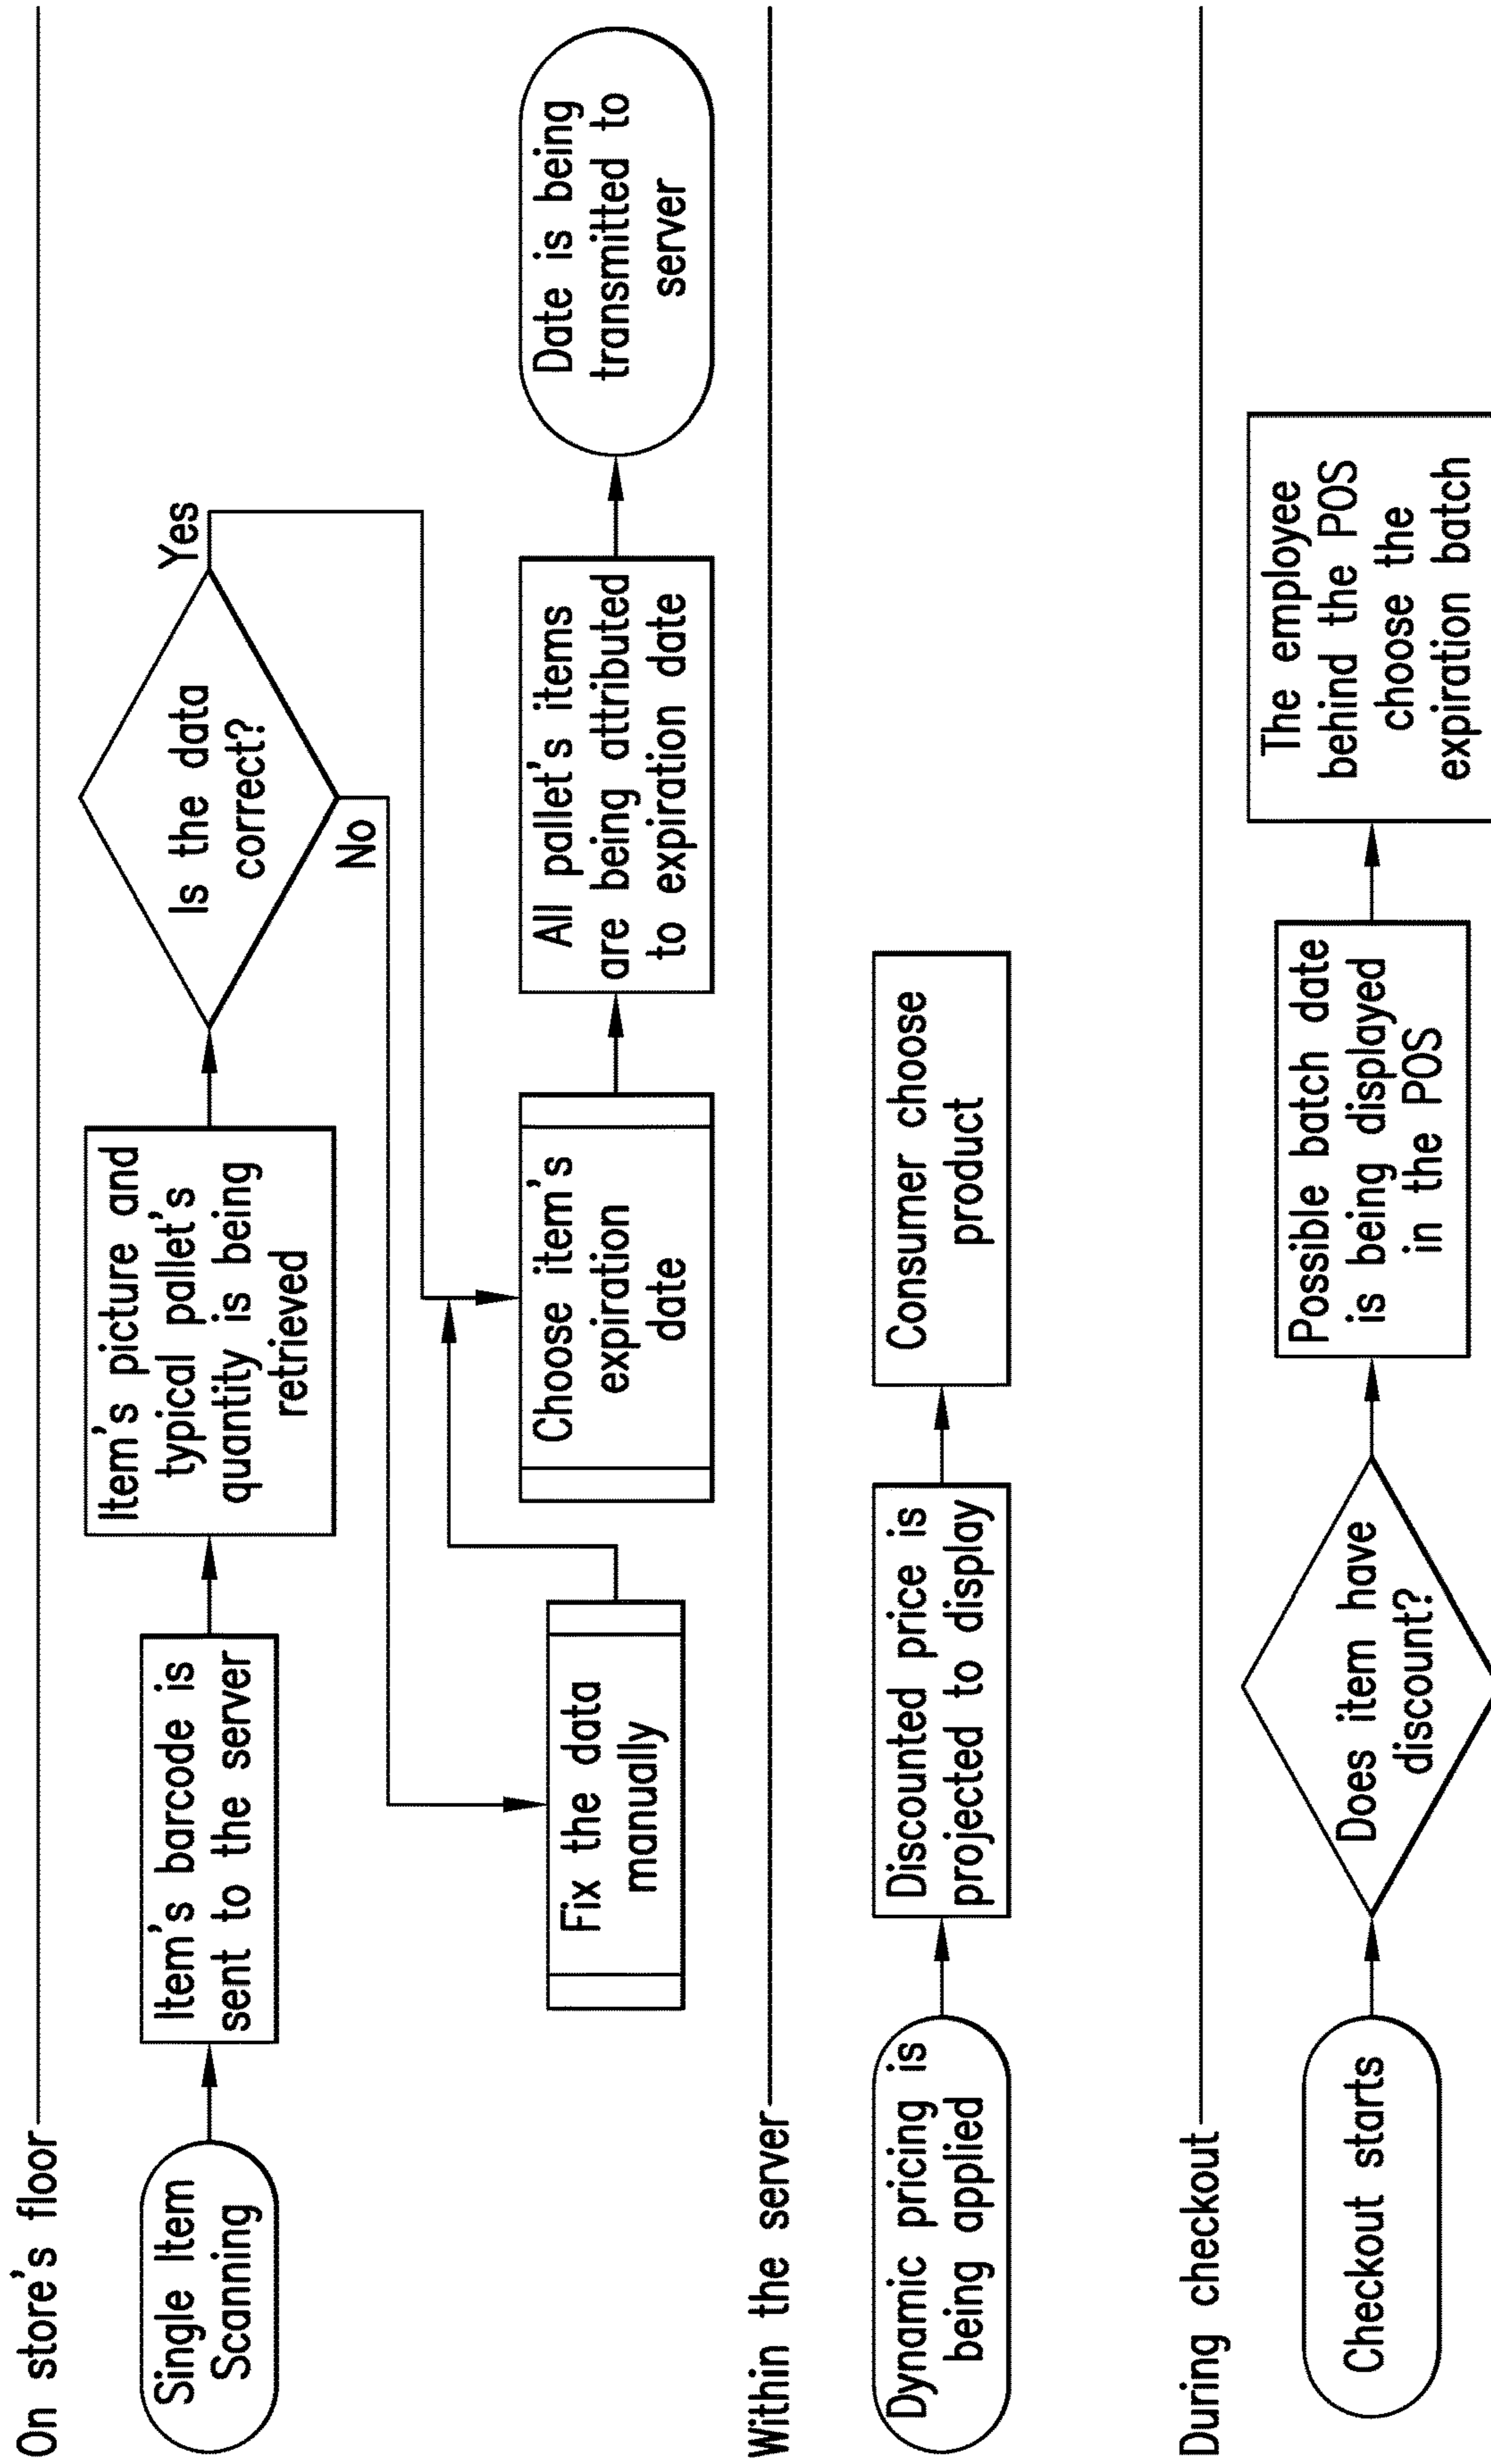 On store's floor
Single Item
Scanning
Item's barcode is
sent to the server
Item's picture and
typical pallet's
quantity is being
retrieved
Is the data
correct?
Yes
No
Fix the data
manually
Choose item's
expiration
date
All pallet's items
are being attributed
to expiration date
Date is being
transmitted to
server
Within the server
Dynamic pricing is
being applied
Discounted price is
projected to display
Consumer choose
product
During checkout
Checkout starts
Does item have
discount?
Possible batch date
is being displayed
in the POS
The employee
behind the POS
choose the
expiration batch